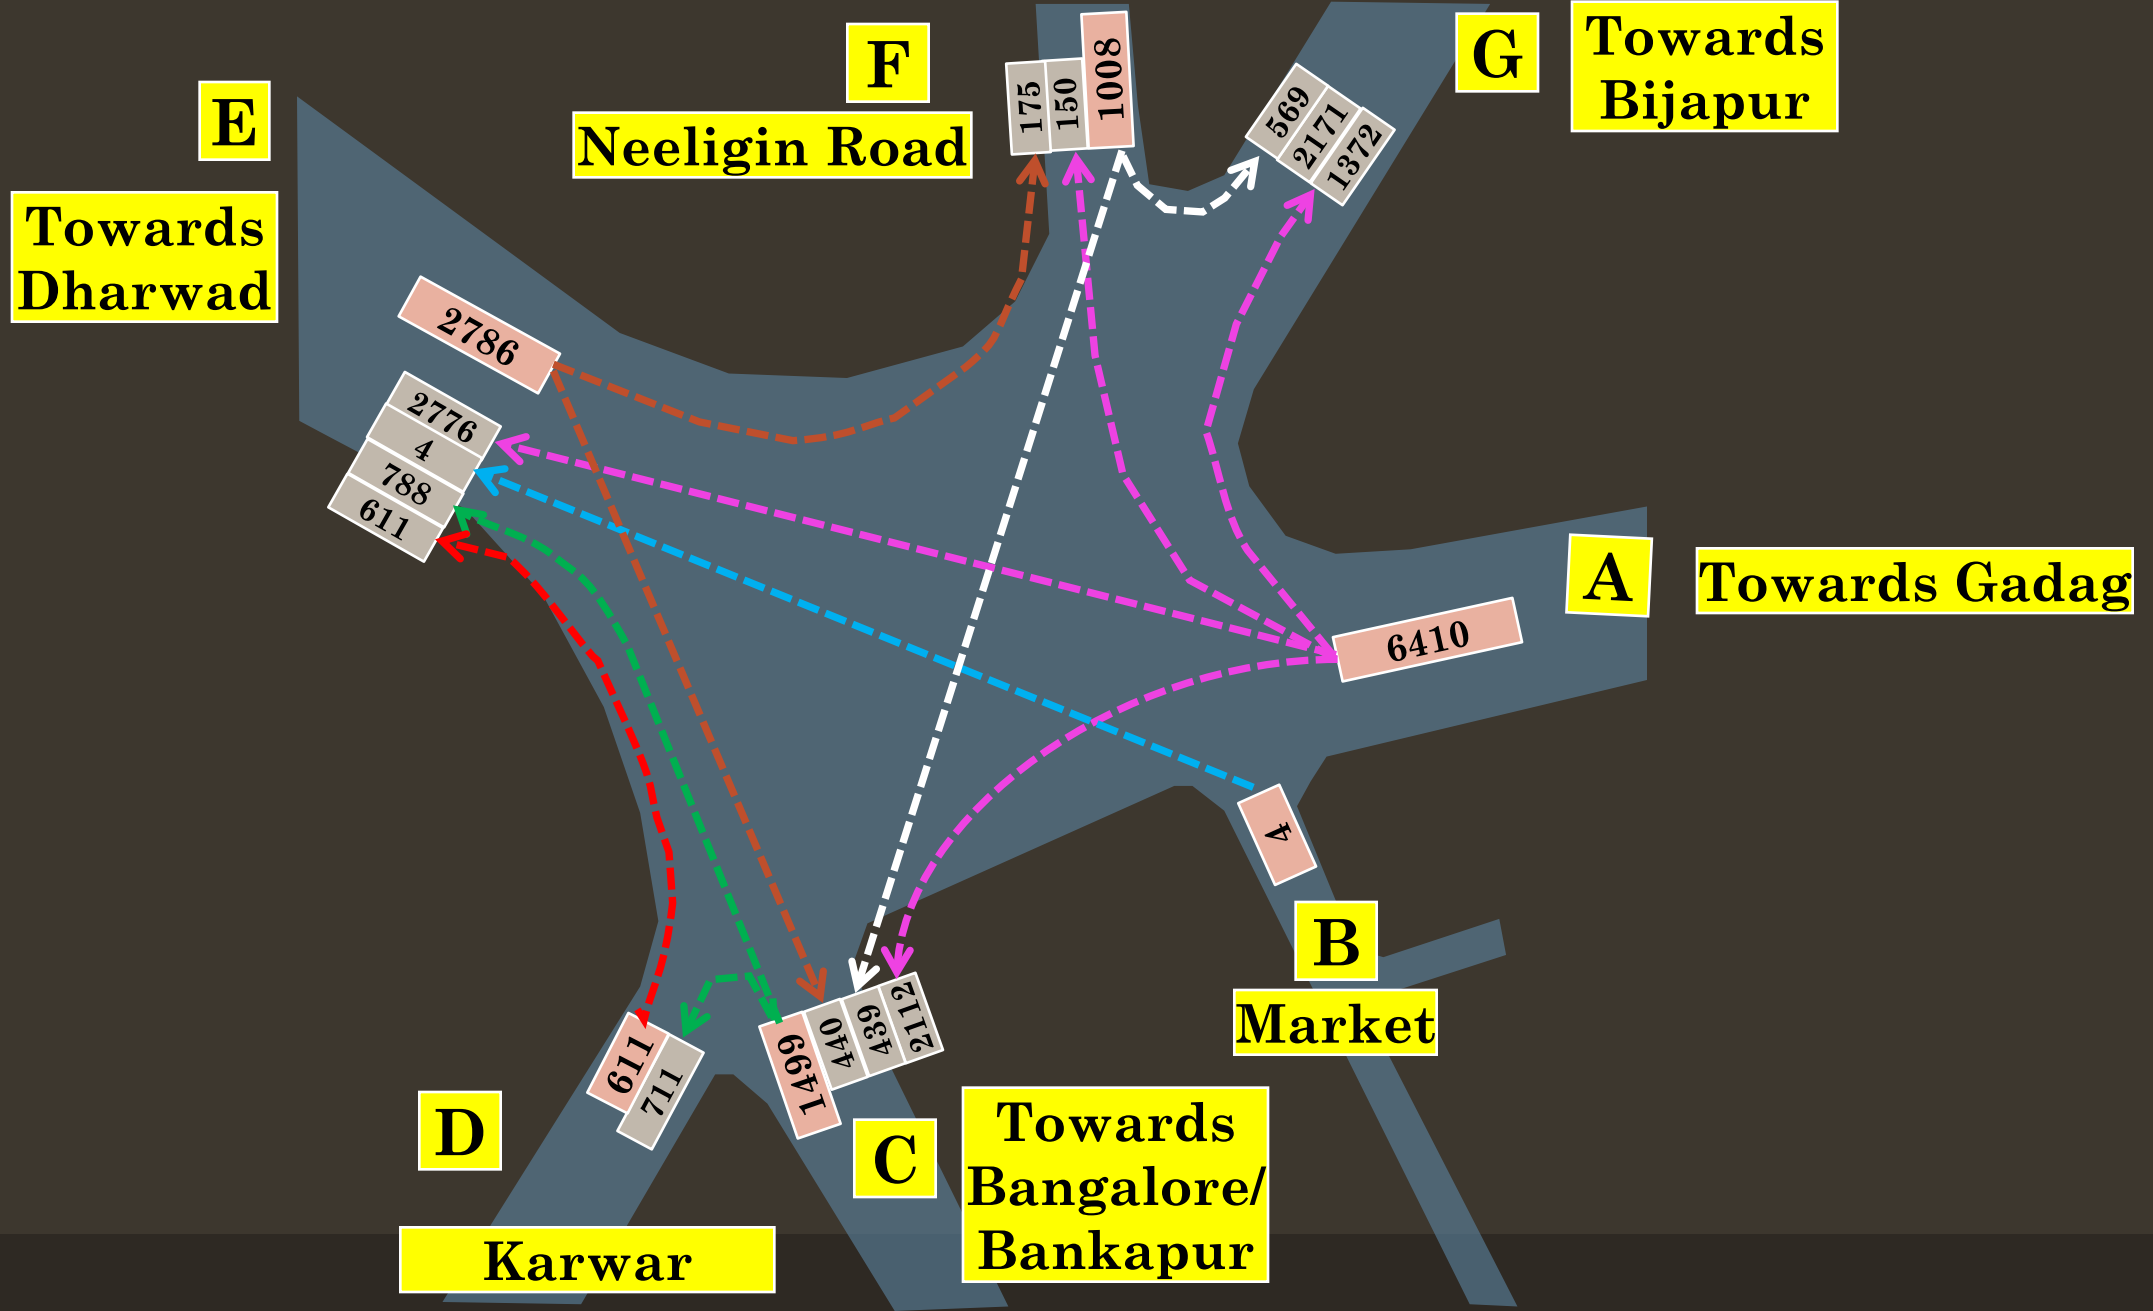 F
G
Towards
Bijapur
E
Neeligin Road
175
150
1008
569
2171
1372
Towards
Dharwad
2786
2776
4
788
611
A
Towards Gadag
6410
4
B
Market
611
711
1499
440
439
2112
D
C
Towards
Bangalore/
Bankapur
Karwar